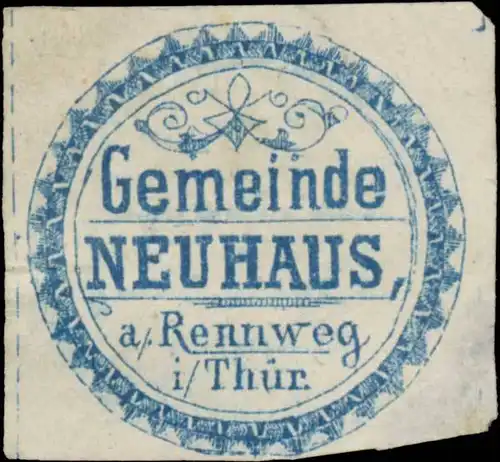 Gemeinde
NEUHAUS,
a/. Rennweg
i/Thür.